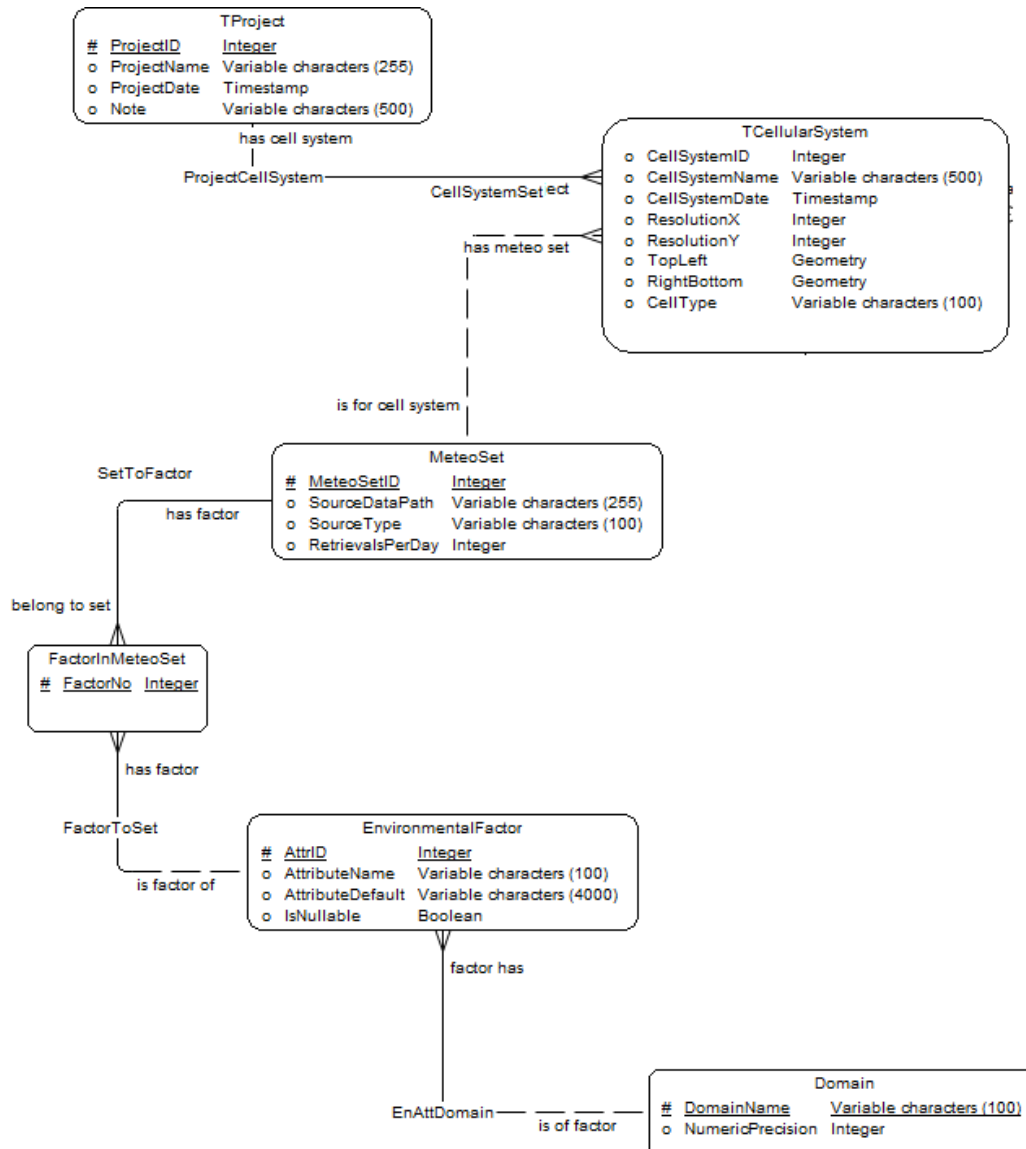 TProject
# ProjectID Integer
o ProjectName Variable characters (255)
o ProjectDate Timestamp
o Note Variable characters (500)
has cell system
ProjectCellSystem
CellSystemSet ect
TCellularSystem
o CellSystemID Integer
o CellSystemName Variable characters (500)
o CellSystemDate Timestamp
o ResolutionX Integer
o ResolutionY Integer
o TopLeft Geometry
o RightBottom Geometry
o CellType Variable characters (100)
has meteo set
is for cell system
MeteoSet
# MeteoSetID Integer
o SourceDataPath Variable characters (255)
o SourceType Variable characters (100)
o RetrievalsPerDay Integer
SetToFactor
has factor
belong to set
FactorInMeteoSet
# FactorNo Integer
has factor
FactorToSet
is factor of
EnvironmentalFactor
# AttrID Integer
o AttributeName Variable characters (100)
o AttributeDefault Variable characters (4000)
o IsNullable Boolean
factor has
EnAttDomain
is of factor
Domain
# DomainName Variable characters (100)
o NumericPrecision Integer